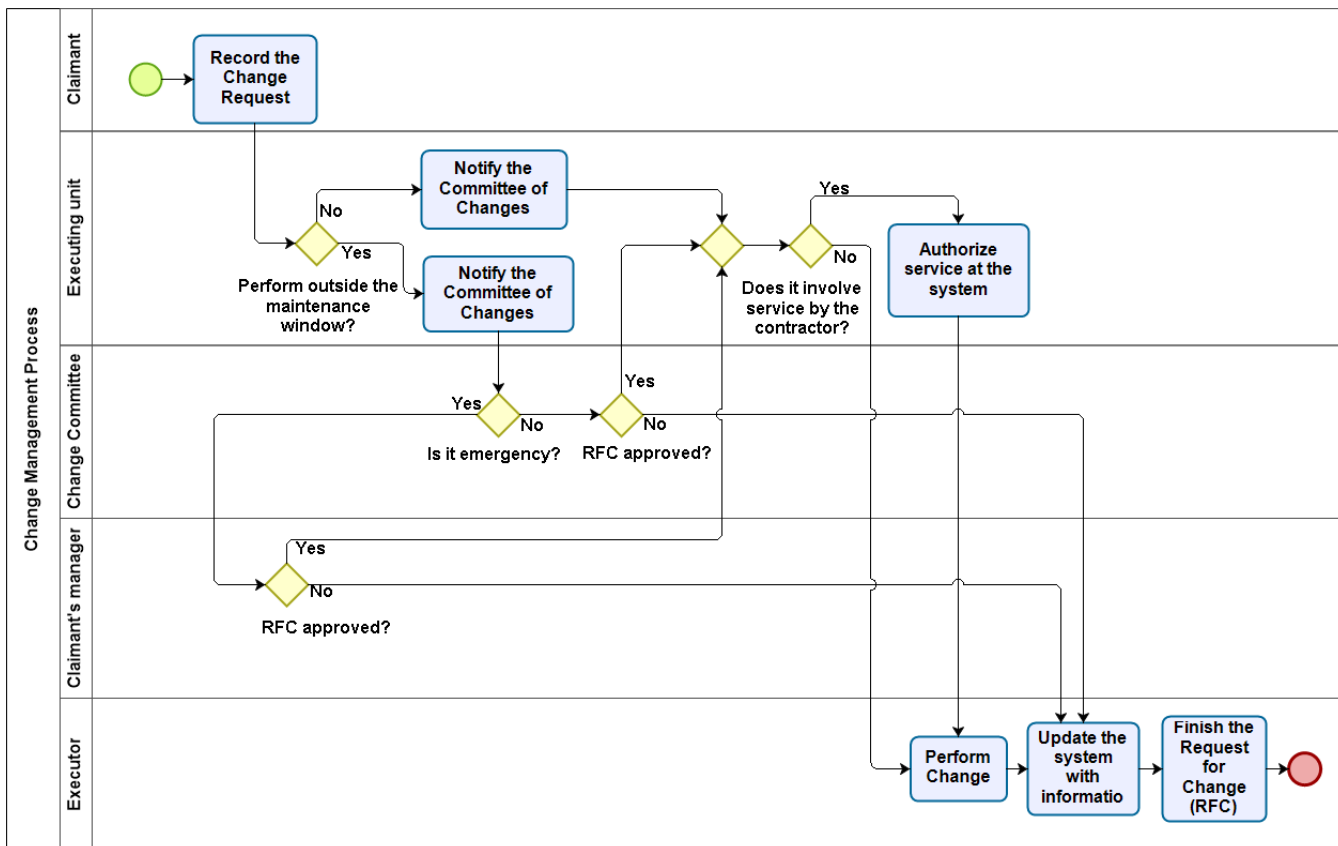 Change Management Process
Claimant
Record the
Change
Request
Executing unit
Notify the
Committee of
Changes
No
Yes
Perform outside the
maintenance
window?
Notify the
Committee of
Changes
Yes
No
Does it involve
service by the
contractor?
Authorize
service at the
system
Change Committee
Yes
No
Is it emergency?
Yes
No
RFC approved?
Claimant's manager
Yes
No
RFC approved?
Executor
Perform
Change
Update the
system
with
informatio
Finish the
Request
for
Change
(RFC)